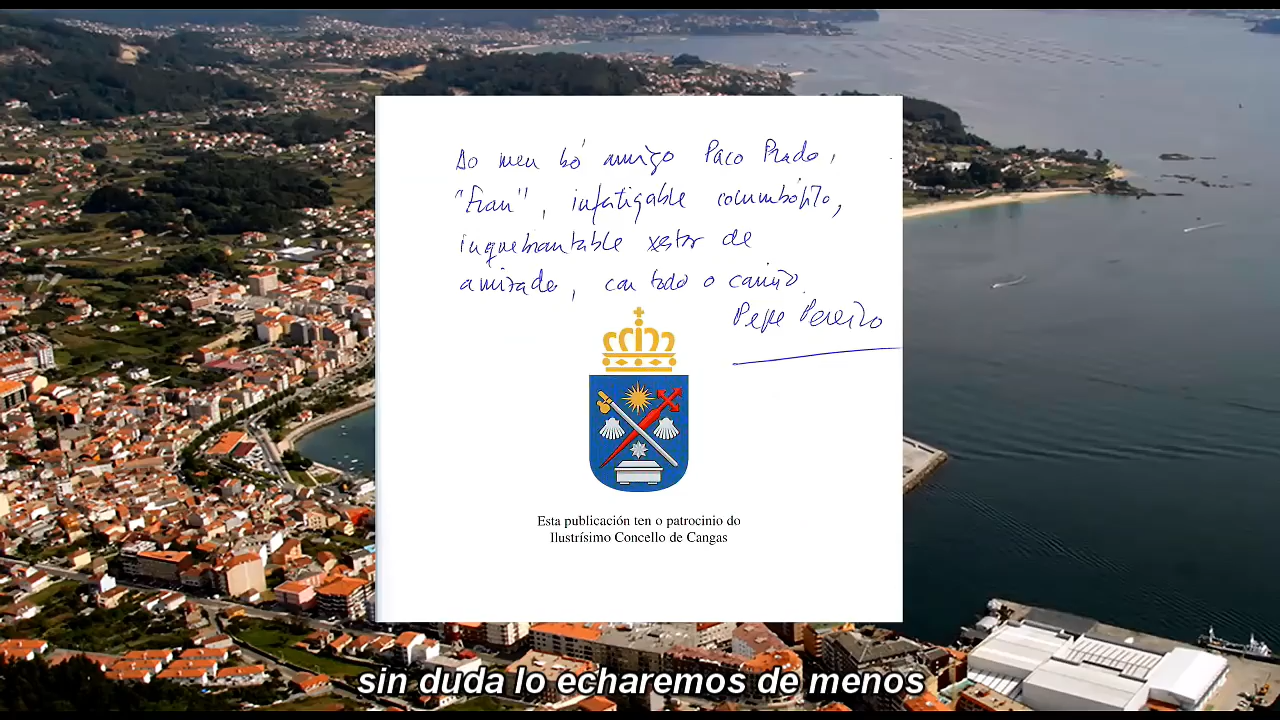 Ao meu bó amigo Paco Prado,
"Fran", infatigable columbófilo,
inquebrantable xestor de
amizade, con todo o cariño.
Pepe Pereiro
Esta publicación ten o patrocinio do
Ilustrísimo Concello de Cangas
sin duda lo echaremos de menos